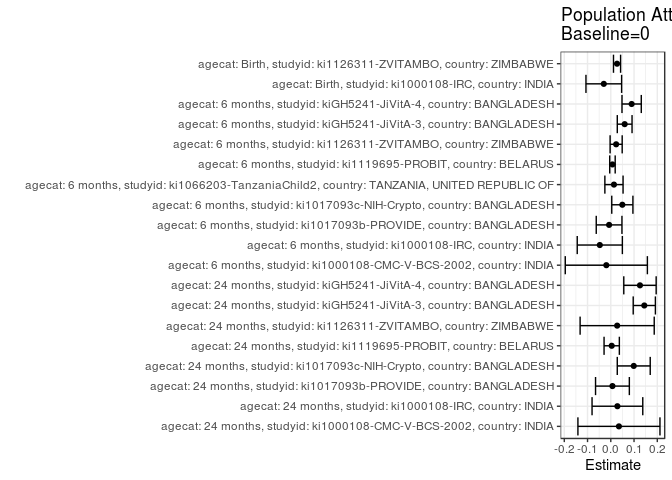 Population Att
Baseline=0
agecat: Birth, studyid: ki1126311-ZVITAMBO, country: ZIMBABWE
agecat: Birth, studyid: ki1000108-IRC, country: INDIA
agecat: 6 months, studyid: kiGH5241-JiVitA-4, country: BANGLADESH
agecat: 6 months, studyid: kiGH5241-JiVitA-3, country: BANGLADESH
agecat: 6 months, studyid: ki1126311-ZVITAMBO, country: ZIMBABWE
agecat: 6 months, studyid: ki1119695-PROBIT, country: BELARUS
agecat: 6 months, studyid: ki1066203-TanzaniaChild2, country: TANZANIA, UNITED REPUBLIC OF
agecat: 6 months, studyid: ki1017093c-NIH-Crypto, country: BANGLADESH
agecat: 6 months, studyid: ki1017093b-PROVIDE, country: BANGLADESH
agecat: 6 months, studyid: ki1000108-IRC, country: INDIA
agecat: 6 months, studyid: ki1000108-CMC-V-BCS-2002, country: INDIA
agecat: 24 months, studyid: kiGH5241-JiVitA-4, country: BANGLADESH
agecat: 24 months, studyid: kiGH5241-JiVitA-3, country: BANGLADESH
agecat: 24 months, studyid: ki1126311-ZVITAMBO, country: ZIMBABWE
agecat: 24 months, studyid: ki1119695-PROBIT, country: BELARUS
agecat: 24 months, studyid: ki1017093c-NIH-Crypto, country: BANGLADESH
agecat: 24 months, studyid: ki1017093b-PROVIDE, country: BANGLADESH
agecat: 24 months, studyid: ki1000108-IRC, country: INDIA
agecat: 24 months, studyid: ki1000108-CMC-V-BCS-2002, country: INDIA
-0.2 -0.1 0.0 0.1 0.2
Estimate